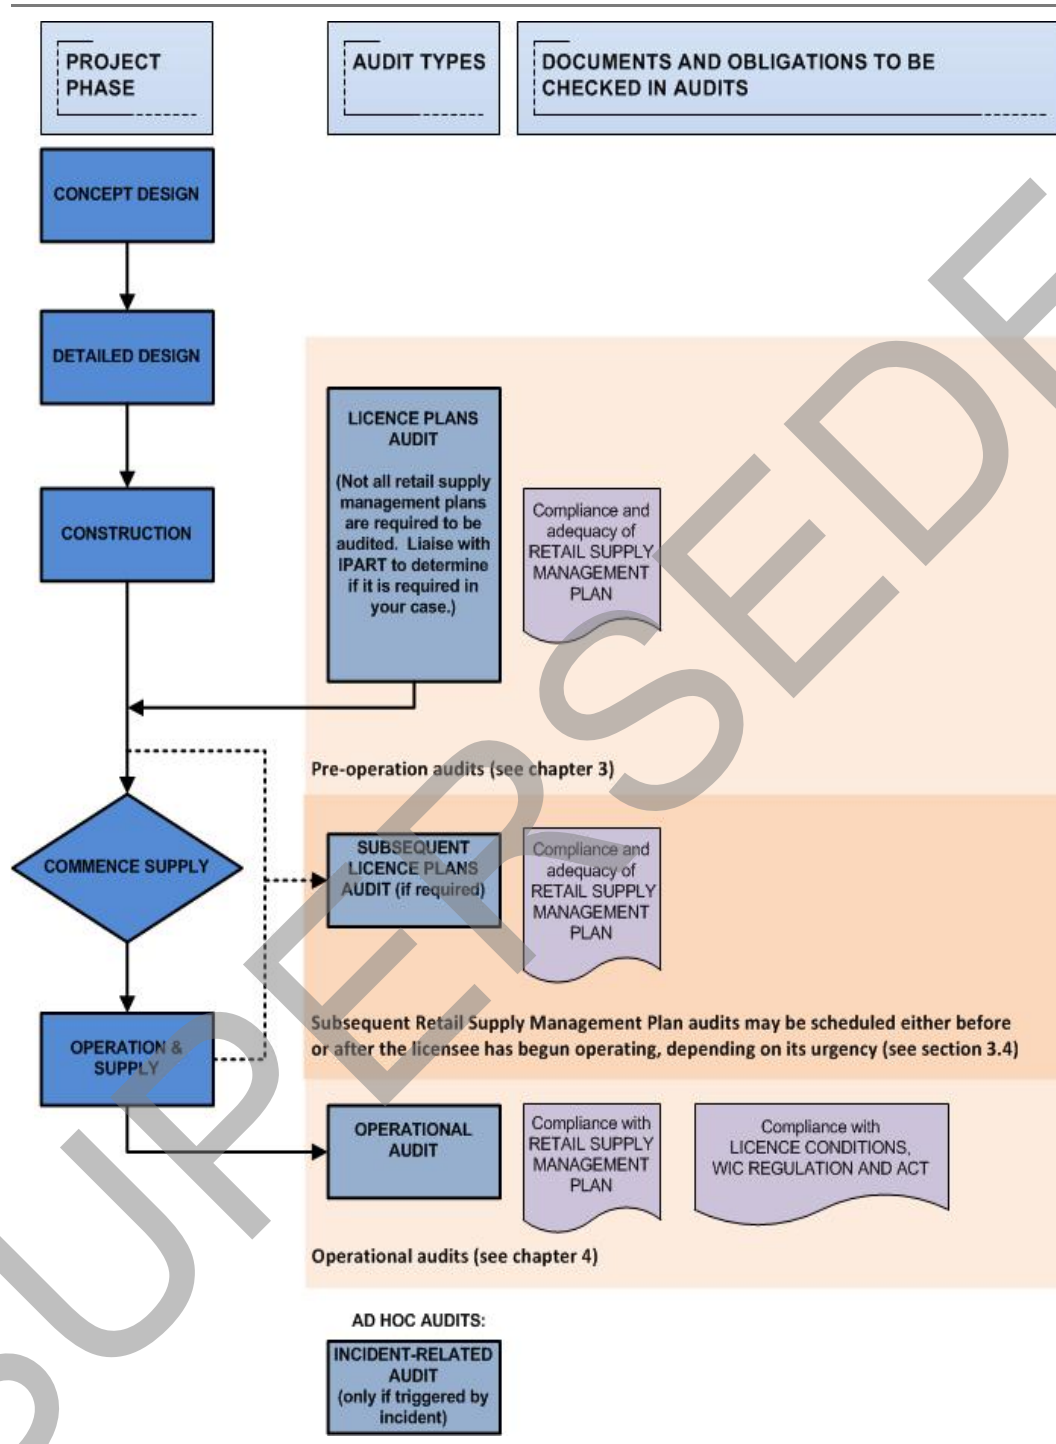 PROJECT
PHASE
AUDIT TYPES
DOCUMENTS AND OBLIGATIONS TO BE
CHECKED IN AUDITS
CONCEPT DESIGN
DETAILED DESIGN
LICENCE PLANS
AUDIT
(Not all retail supply
management plans
are required to be
audited. Liaise with
IPART to determine
if it is required in
your case.)
Compliance and
adequacy of
RETAIL SUPPLY
MANAGEMENT
PLAN
CONSTRUCTION
Pre-operation audits (see chapter 3)
COMMENCE SUPPLY
SUBSEQUENT
LICENCE PLANS
AUDIT (if required)
Compliance and
adequacy of
RETAIL SUPPLY
MANAGEMENT
PLAN
Subsequent Retail Supply Management Plan audits may be scheduled either before
or after the licensee has begun operating, depending on its urgency (see section 3.4)
OPERATION &
SUPPLY
OPERATIONAL
AUDIT
Compliance with
RETAIL SUPPLY
MANAGEMENT
PLAN
Compliance with
LICENCE CONDITIONS,
WIC REGULATION AND ACT
Operational audits (see chapter 4)
AD HOC AUDITS:
INCIDENT-RELATED
AUDIT
(only if triggered by
incident)
SUPERSEDE